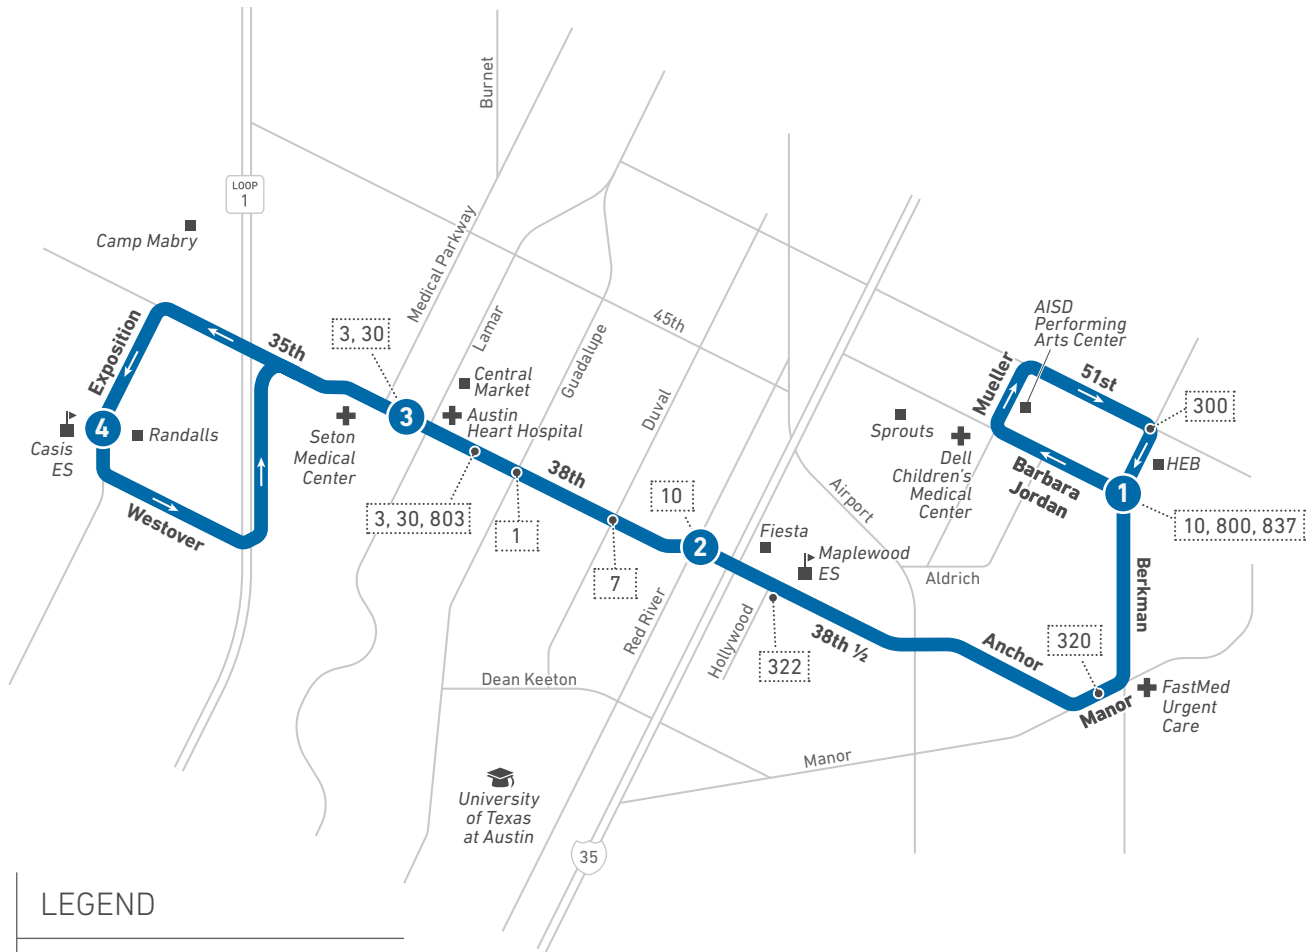 Burnet
LOOP
1
Camp Mabry
Medical Parkway
Lamar
Guadalupe
45th
Duval
AISD
Performing
Arts Center
Mueller
51st
300
Exposition
35th
3, 30
Central
Market
3
Austin
Heart Hospital
4
Casis
ES
Randalls
Seton
Medical
Center
Sprouts
Dell
Children's
Medical
Center
Barbara
Jordan
HEB
1
10, 800, 837
Westover
3, 30, 803
38th
1
7
10
2
Fiesta
Maplewood
ES
Airport
Aldrich
Berkman
Red River
Hollywood
322
38th ½
Anchor
320
Manor
FastMed
Urgent
Care
Dean Keeton
Manor
University
of Texas
at Austin
35
LEGEND